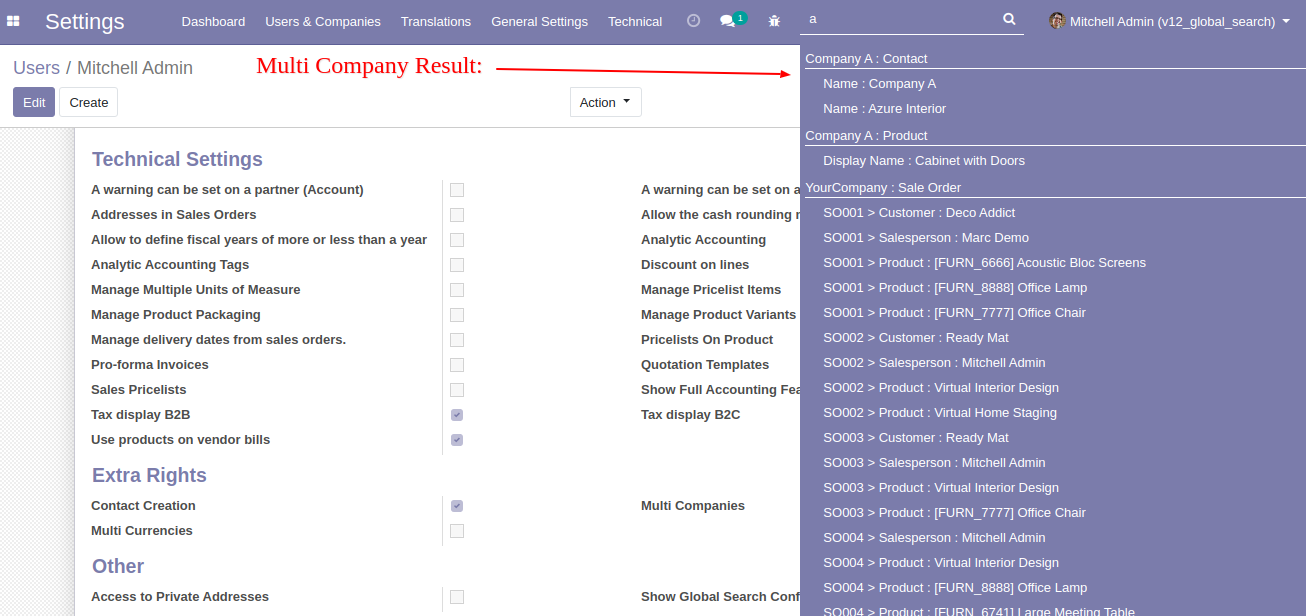 Settings Dashboard Users & Companies Translations General Settings Technical 1 a Mitchell Admin (v12_global_search)
Users / Mitchell Admin
Multi Company Result:
Edit Create Action
Technical Settings
A warning can be set on a partner (Account) A warning can be set on a
Addresses in Sales Orders Allow the cash rounding
Allow to define fiscal years of more or less than a year Analytic Accounting
Analytic Accounting Tags Discount on lines
Manage Multiple Units of Measure Manage Pricelist Items
Manage Product Packaging Manage Product Variants
Manage delivery dates from sales orders. Pricelists On Product
Pro-forma Invoices Quotation Templates
Sales Pricelists Show Full Accounting Fea
Tax display B2B Tax display B2C
Use products on vendor bills
Extra Rights
Contact Creation Multi Companies
Multi Currencies
Other
Access to Private Addresses Show Global Search Conf
Company A : Contact
Name : Company A
Name : Azure Interior
Company A : Product
Display Name : Cabinet with Doors
YourCompany : Sale Order
SO001 > Customer : Deco Addict
SO001 > Salesperson : Marc Demo
SO001 > Product : [FURN_6666] Acoustic Bloc Screens
SO001 > Product : [FURN_8888] Office Lamp
SO001 > Product : [FURN_7777] Office Chair
SO002 > Customer : Ready Mat
SO002 > Salesperson : Mitchell Admin
SO002 > Product : Virtual Interior Design
SO002 > Product : Virtual Home Staging
SO003 > Customer : Ready Mat
SO003 > Salesperson : Mitchell Admin
SO003 > Product : Virtual Interior Design
SO003 > Product : [FURN_7777] Office Chair
SO004 > Salesperson : Mitchell Admin
SO004 > Product : Virtual Interior Design
SO004 > Product : [FURN_8888] Office Lamp
SO004 > Product : [FURN_6741] Large Meeting Table